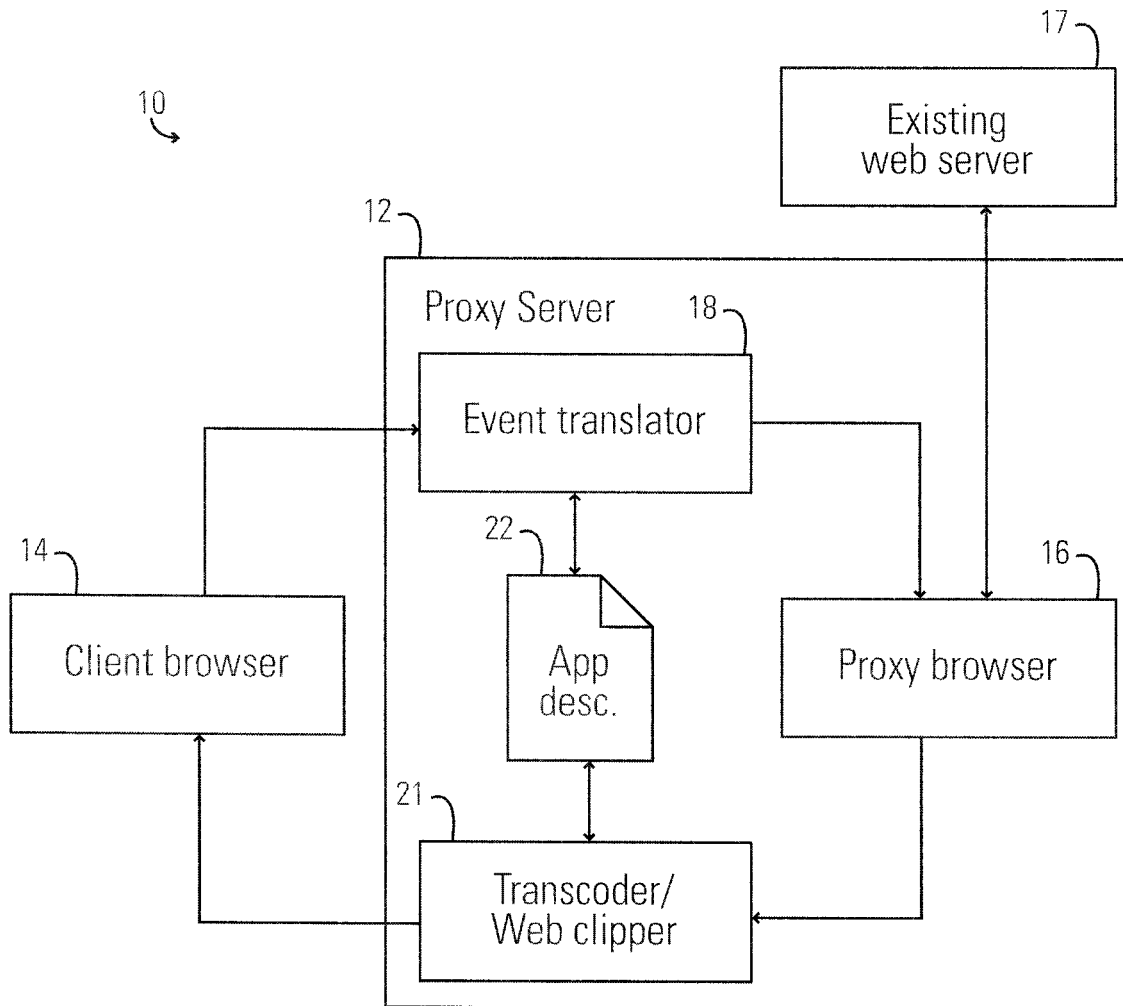 17
Existing
web server
10
12
Proxy Server
18
Event translator
22
14
16
Client browser
App
desc.
Proxy browser
21
Transcoder/
Web clipper